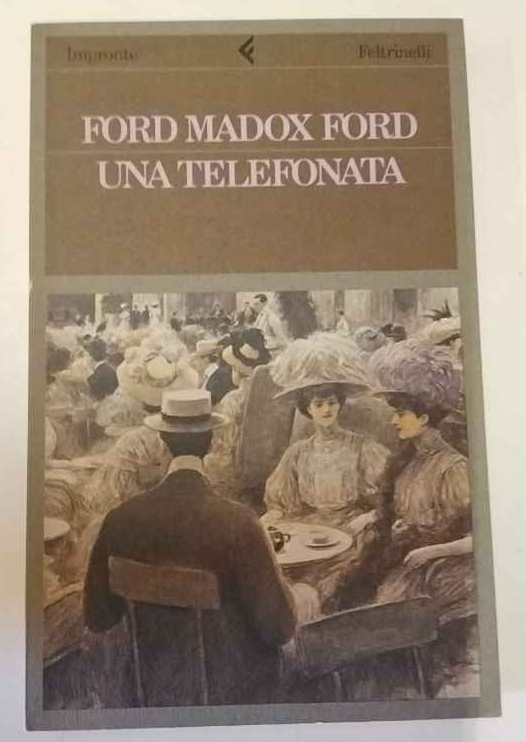 Impronte Feltrinelli
FORD MADOX FORD
UNA TELEFONATA